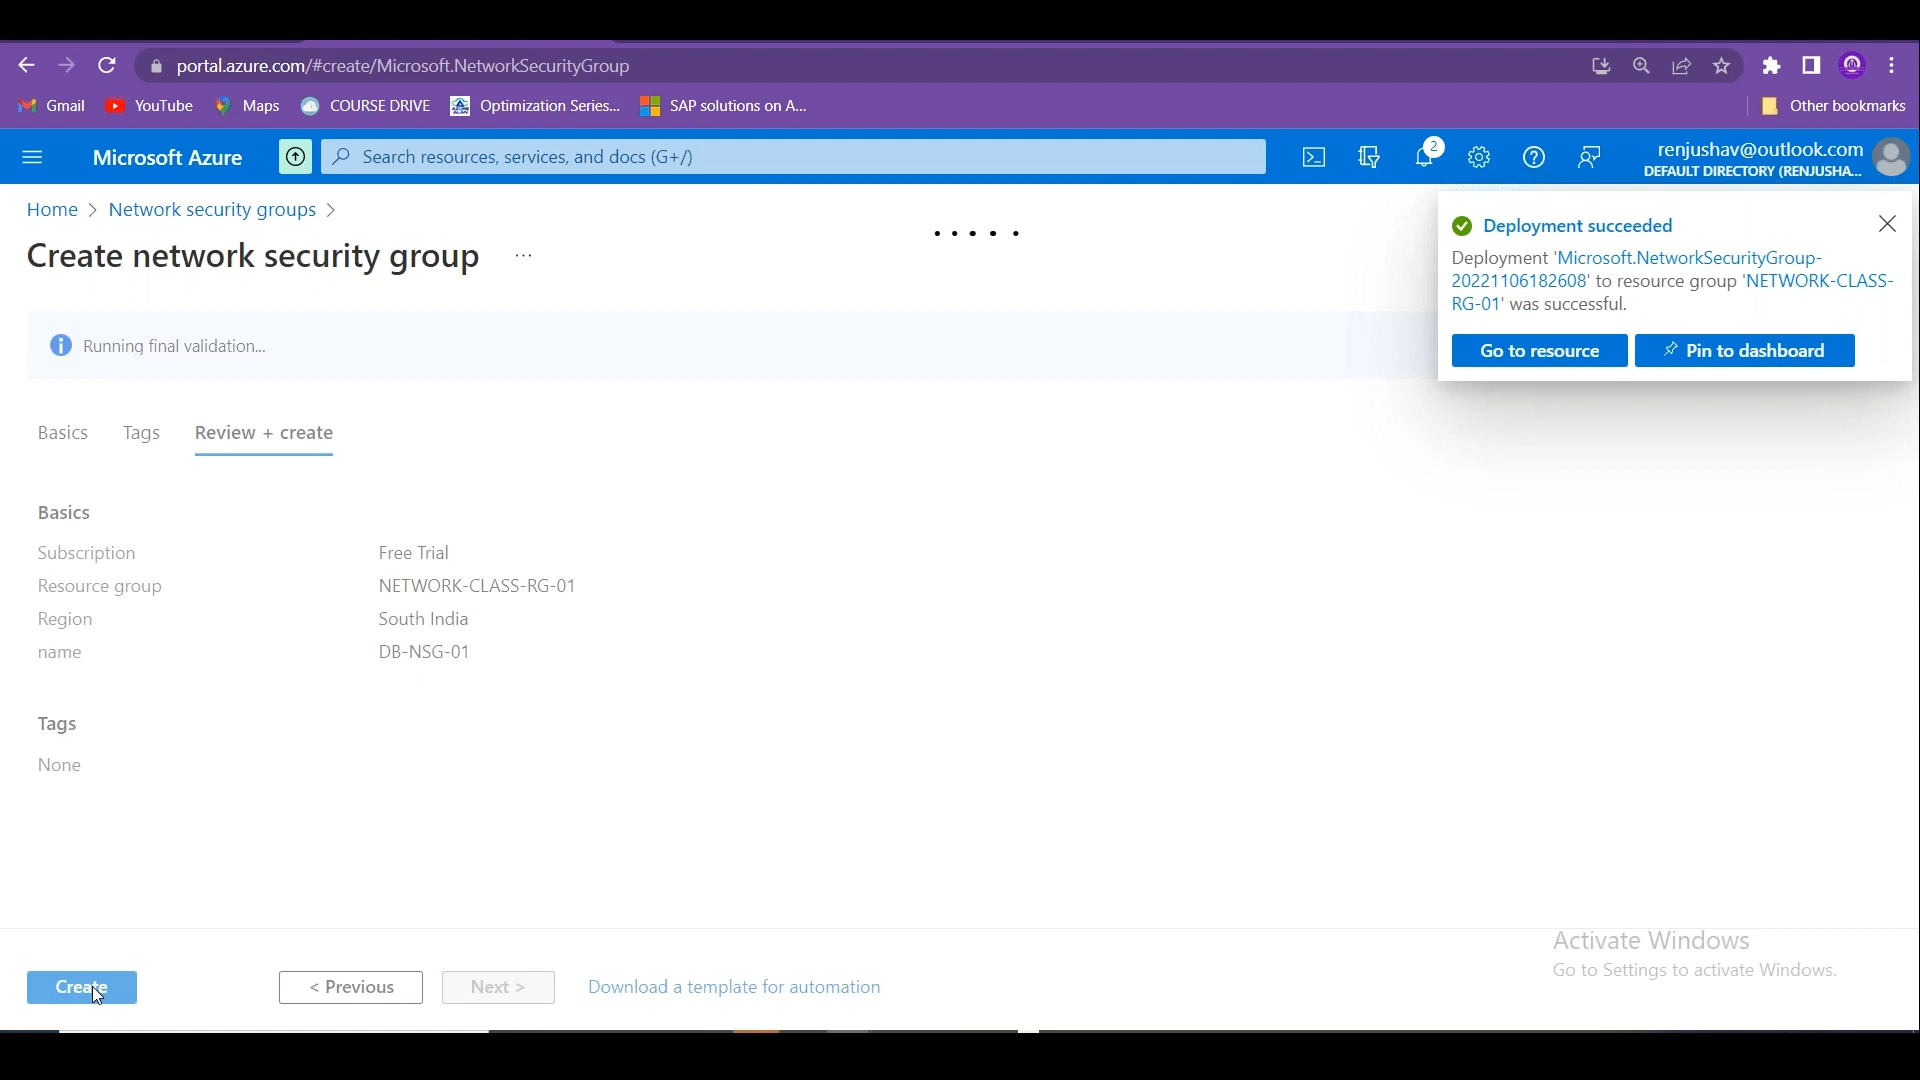 portal.azure.com/#create/Microsoft.NetworkSecurityGroup
Gmail YouTube Maps COURSE DRIVE Optimization Series... SAP solutions on A... Other bookmarks
Microsoft Azure Search resources, services, and docs (G+/) 2 renjushav@outlook.com
DEFAULT DIRECTORY (RENJUSHA...
Home > Network security groups >
Create network security group ...
Deployment succeeded
Deployment 'Microsoft.NetworkSecurityGroup-
20221106182608' to resource group 'NETWORK-CLASS-
RG-01' was successful.
Go to resource Pin to dashboard
Running final validation...
Basics Tags Review + create
Basics
Subscription Free Trial
Resource group NETWORK-CLASS-RG-01
Region South India
name DB-NSG-01
Tags
None
Activate Windows
Go to Settings to activate Windows.
Create < Previous Next > Download a template for automation